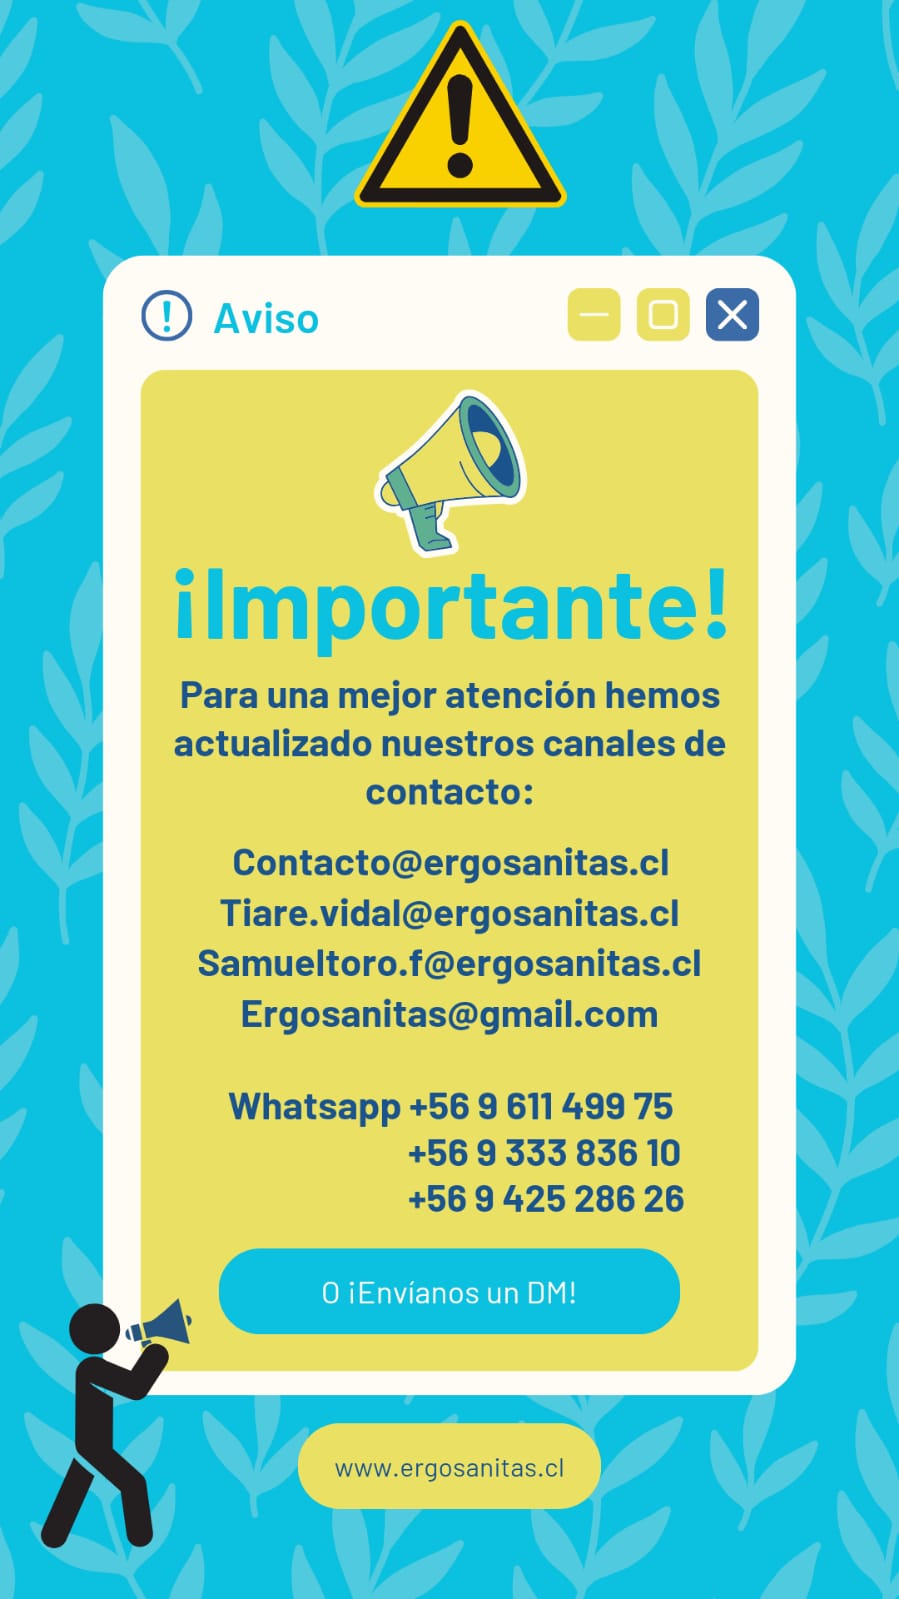 Aviso
¡Importante!
Para una mejor atención hemos
actualizado nuestros canales de
contacto:
Contacto@ergosanitas.cl
Tiare.vidal@ergosanitas.cl
Samueltoro.f@ergosanitas.cl
Ergosanitas@gmail.com
Whatsapp +56 9 611 499 75
+56 9 333 836 10
+56 9 425 286 26
O ¡Envíanos un DM!
www.ergosanitas.cl